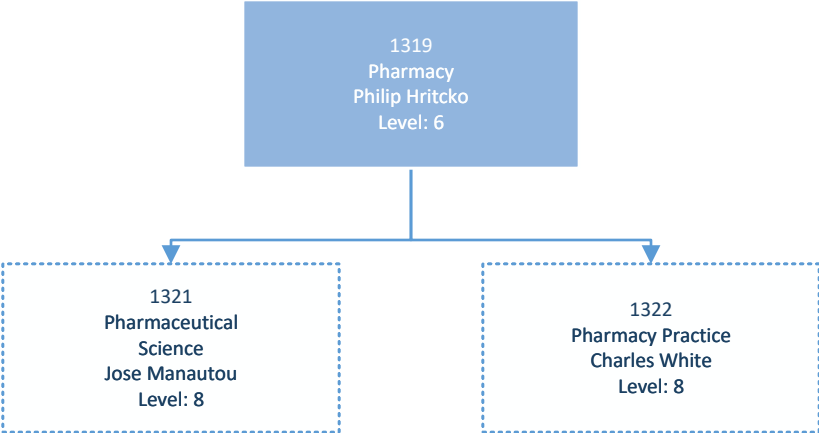 1319
Pharmacy
Philip Hritcko
Level: 6
1321
Pharmaceutical
Science
Jose Manautou
Level: 8
1322
Pharmacy Practice
Charles White
Level: 8